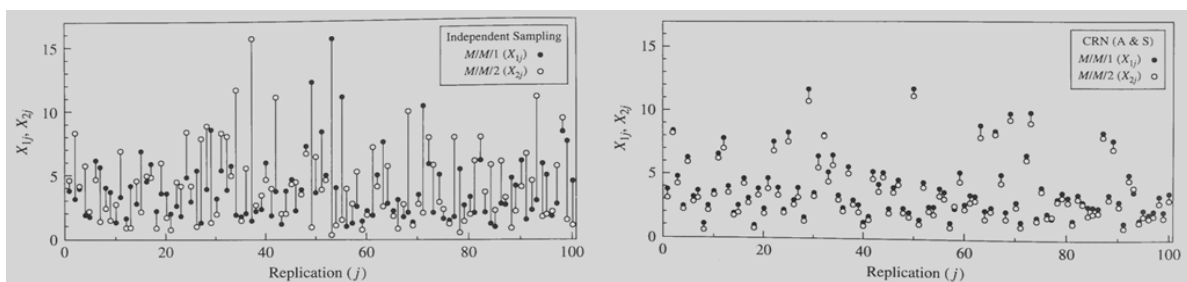 Independent Sampling
M/M/1 (X₁ⱼ)
M/M/2 (X₂ⱼ)
X₁ⱼ, X₂ⱼ
15
10
5
0
0 20 40 60 80 100
Replication (j)
CRN (A & S)
M/M/1 (X₁ⱼ)
M/M/2 (X₂ⱼ)
X₁ⱼ, X₂ⱼ
15
10
5
0
0 20 40 60 80 100
Replication (j)